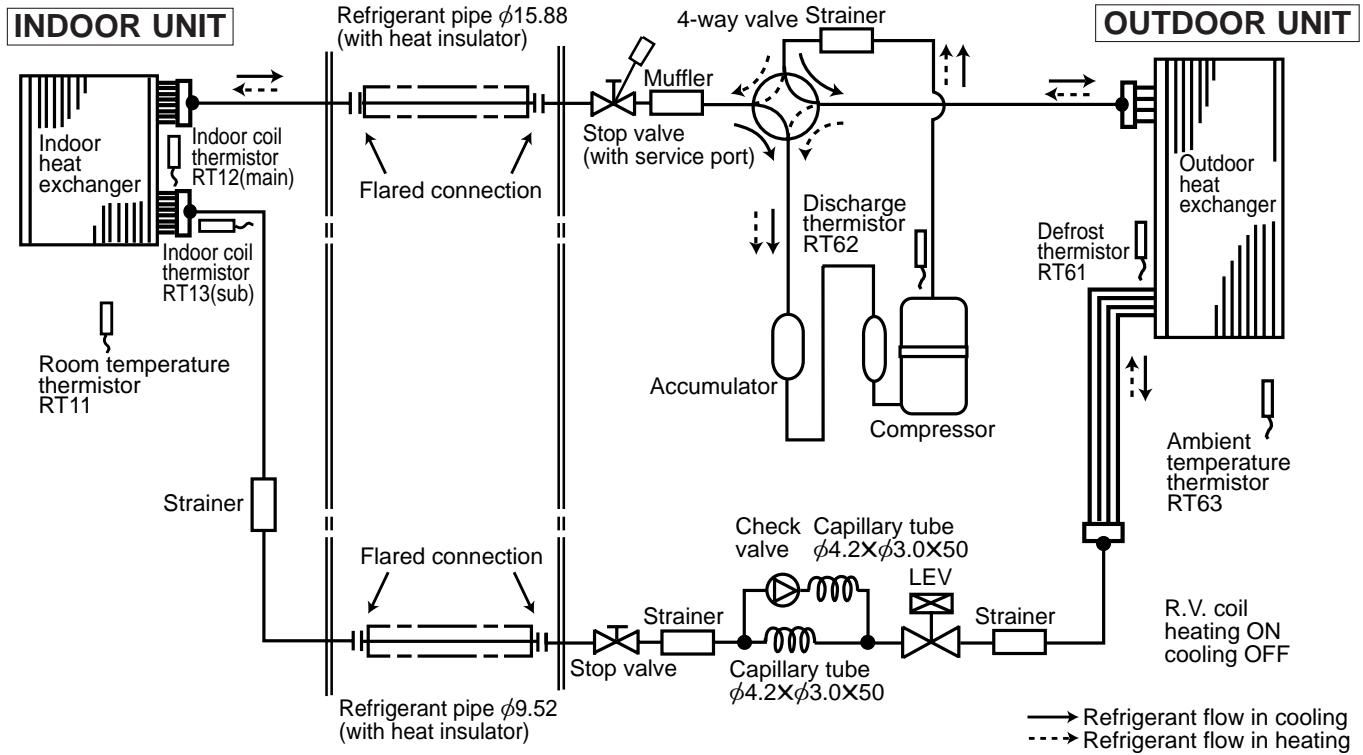 INDOOR UNIT
Refrigerant pipe ϕ15.88
(with heat insulator)
4-way valve
Strainer
OUTDOOR UNIT
Muffler
Stop valve
(with service port)
Indoor
heat
exchanger
Indoor coil
thermistor
RT12(main)
Flared connection
Outdoor
heat
exchanger
Discharge
thermistor
RT62
Defrost
thermistor
RT61
Indoor coil
thermistor
RT13(sub)
Room temperature
thermistor
RT11
Accumulator
Compressor
Ambient
temperature
thermistor
RT63
Strainer
Flared connection
Check
valve
Capillary tube
ϕ4.2×ϕ3.0×50
LEV
Strainer
Strainer
R.V. coil
heating ON
cooling OFF
Stop valve
Capillary tube
ϕ4.2×ϕ3.0×50
Refrigerant pipe ϕ9.52
(with heat insulator)
Refrigerant flow in cooling
Refrigerant flow in heating